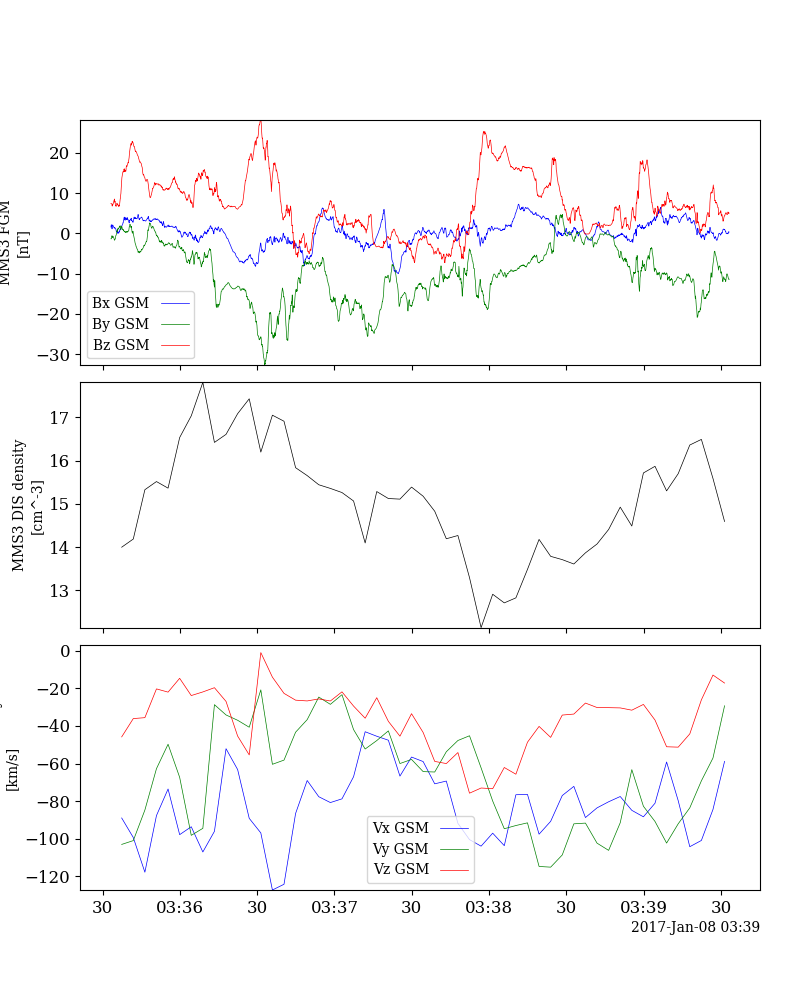 20
10
0
−10
−20
−30
MMS3 FGM
[nT]
Bx GSM
By GSM
Bz GSM
17
16
15
14
13
MMS3 DIS density
[cm^-3]
0
−20
−40
−60
−80
−100
−120
[km/s]
Vx GSM
Vy GSM
Vz GSM
30 03:36 30 03:37 30 03:38 30 03:39 30
2017-Jan-08 03:39